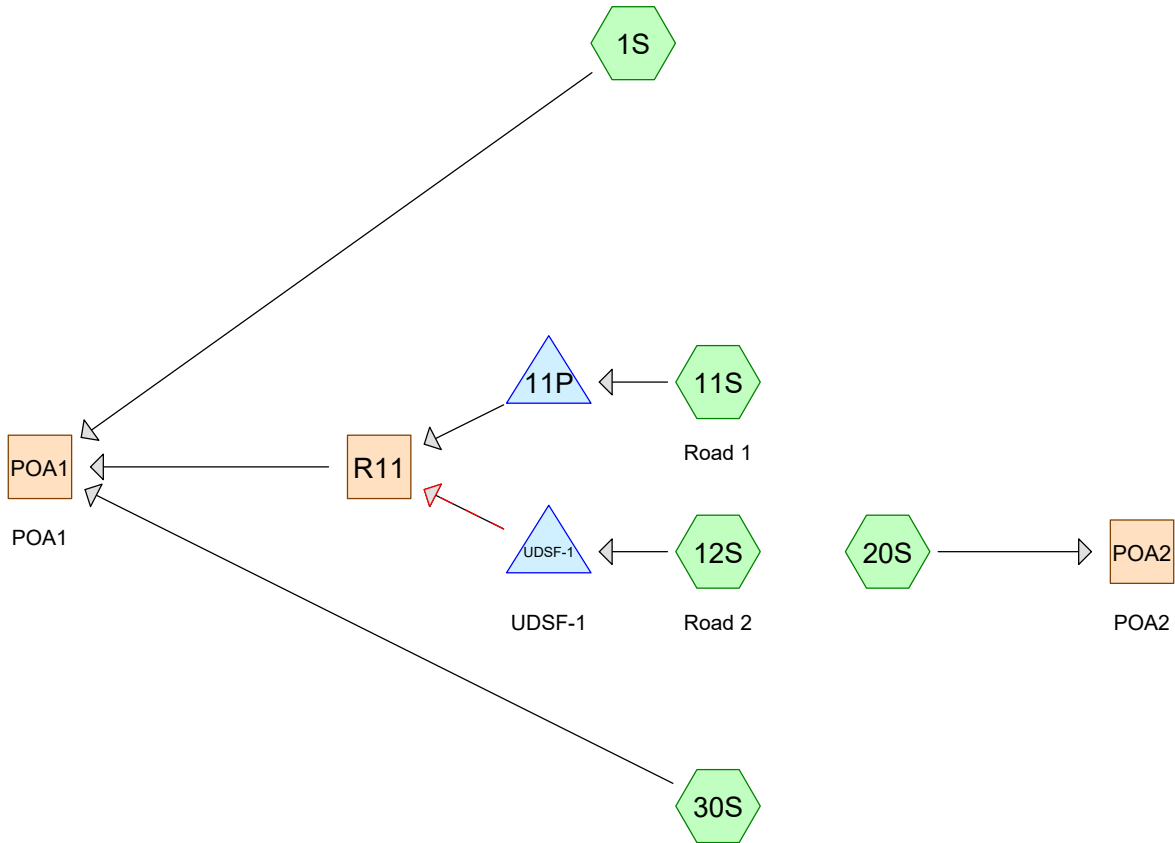 1S
11P
11S
Road 1
POA1
POA1
R11
UDSF-1
UDSF-1
12S
Road 2
20S
POA2
POA2
30S